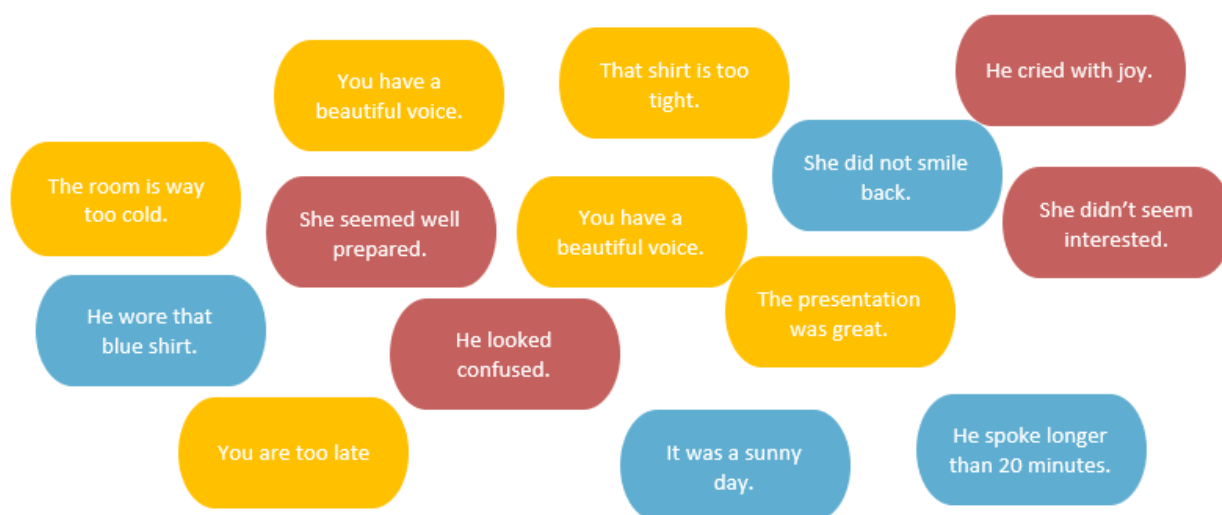 He cried with joy.
You have a
beautiful voice.
That shirt is too
tight.
She did not smile
back.
The room is way
too cold.
She seemed well
prepared.
You have a
beautiful voice.
She didn't seem
interested.
He wore that
blue shirt.
The presentation
was great.
He looked
confused.
You are too late
It was a sunny
day.
He spoke longer
than 20 minutes.